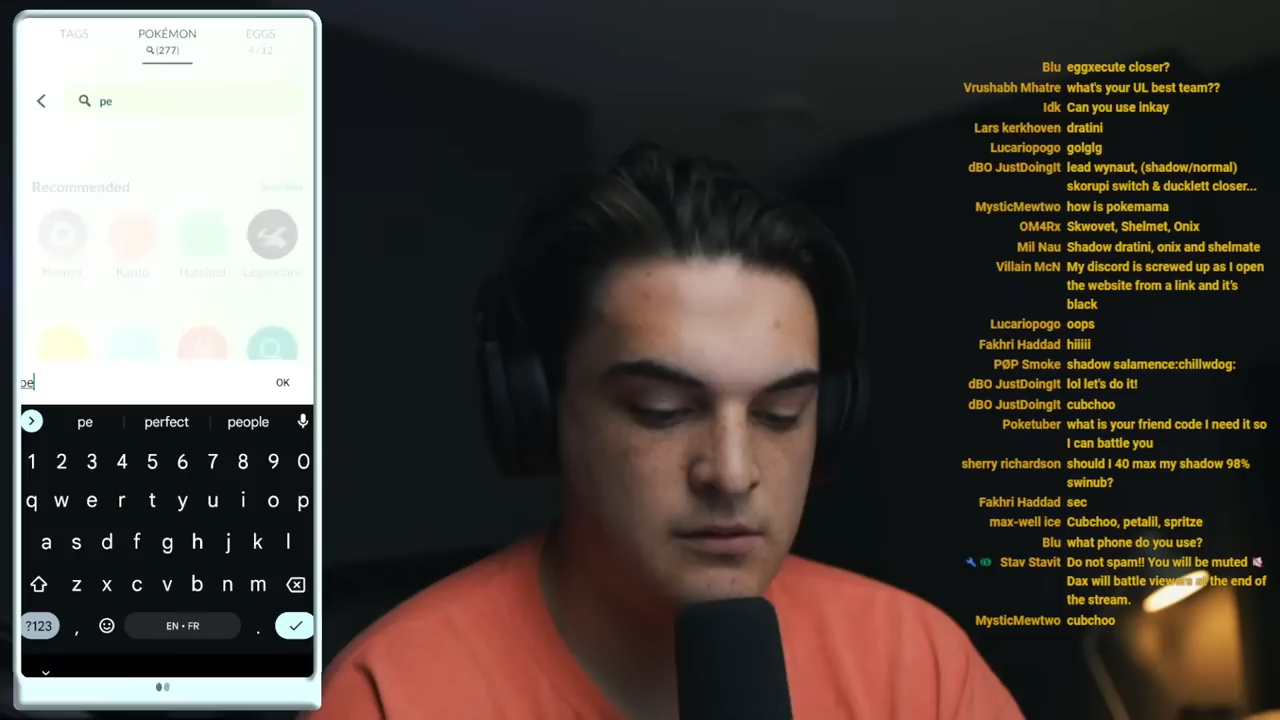 TAGS
POKÉMON
(277)
EGGS
4 / 12
pe
Recommended
Normal
Kanto
Hatched
Legendary
pe
OK
pe perfect people
1 2 3 4 5 6 7 8 9 0
q w e r t y u i o p
a s d f g h j k l
z x c v b n m
?123 , EN • FR .
Blu eggxecute closer?
Vrushabh Mhatre what's your UL best team??
Idk Can you use inkay
Lars kerkhoven dratini
Lucariopogo golglg
dBO JustDoingIt lead wynaut, (shadow/normal)
skorupi switch & ducklett closer...
MysticMewtwo how is pokemama
OM4Rx Skwovet, Shelmet, Onix
Mil Nau Shadow dratini, onix and shelmate
Villain McN My discord is screwed up as I open
the website from a link and it's
black
Lucariopogo oops
Fakhri Haddad hiiiii
PØP Smoke shadow salamence:chillwdog:
dBO JustDoingIt lol let's do it!
dBO JustDoingIt cubchoo
Poketuber what is your friend code I need it so
I can battle you
sherry richardson should I 40 max my shadow 98%
swinub?
Fakhri Haddad sec
max-well ice Cubchoo, petalil, spritze
Blu what phone do you use?
Stav Stavit Do not spam!! You will be muted
Dax will battle viewers at the end of
the stream.
MysticMewtwo cubchoo